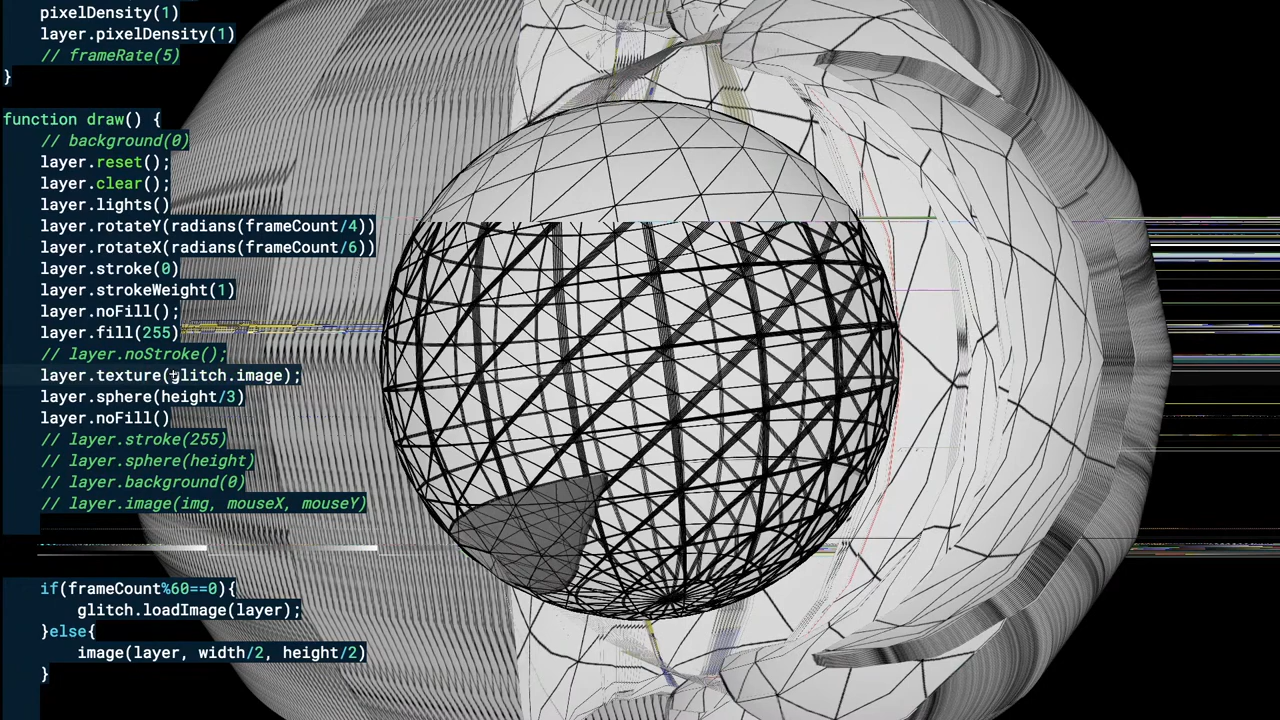 pixelDensity(1)
layer.pixelDensity(1)
// frameRate(5)
}
function draw() {
// background(0)
layer.reset();
layer.clear();
layer.lights()
layer.rotateY(radians(frameCount/4))
layer.rotateX(radians(frameCount/6))
layer.stroke(0)
layer.strokeWeight(1)
layer.noFill();
layer.fill(255)
// layer.noStroke();
layer.texture(glitch.image);
layer.sphere(height/3)
layer.noFill()
// layer.stroke(255)
// layer.sphere(height)
// layer.background(0)
// layer.image(img, mouseX, mouseY)
if(frameCount%60==0){
glitch.loadImage(layer);
}else{
image(layer, width/2, height/2)
}